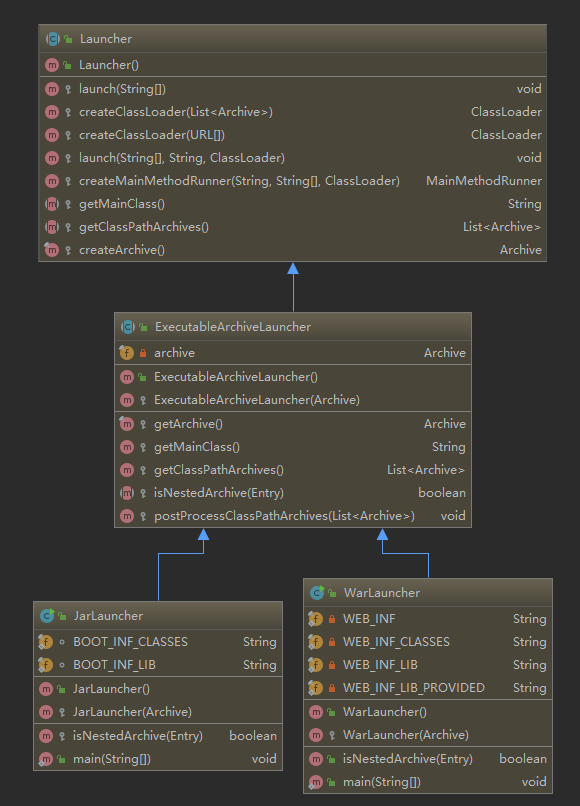 Launcher
Launcher()
launch(String[]) void
createClassLoader(List<Archive>) ClassLoader
createClassLoader(URL[]) ClassLoader
launch(String[], String, ClassLoader) void
createMainMethodRunner(String, String[], ClassLoader) MainMethodRunner
getMainClass() String
getClassPathArchives() List<Archive>
createArchive() Archive
ExecutableArchiveLauncher
archive Archive
ExecutableArchiveLauncher()
ExecutableArchiveLauncher(Archive)
getArchive() Archive
getMainClass() String
getClassPathArchives() List<Archive>
isNestedArchive(Entry) boolean
postProcessClassPathArchives(List<Archive>) void
JarLauncher
BOOT_INF_CLASSES String
BOOT_INF_LIB String
JarLauncher()
JarLauncher(Archive)
isNestedArchive(Entry) boolean
main(String[]) void
WarLauncher
WEB_INF String
WEB_INF_CLASSES String
WEB_INF_LIB String
WEB_INF_LIB_PROVIDED String
WarLauncher()
WarLauncher(Archive)
isNestedArchive(Entry) boolean
main(String[]) void